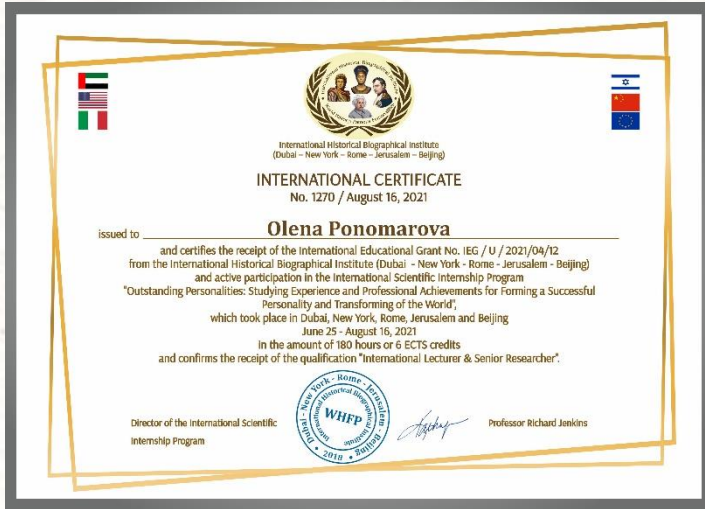 International Historical Biographical Institute
(Dubai – New York – Rome – Jerusalem – Beijing)
INTERNATIONAL CERTIFICATE
No. 1270 / August 16, 2021
issued to Olena Ponomarova
and certifies the receipt of the International Educational Grant No. IEG / U / 2021/04/12
from the International Historical Biographical Institute (Dubai - New York - Rome - Jerusalem - Beijing)
and active participation in the International Scientific Internship Program
"Outstanding Personalities: Studying Experience and Professional Achievements for Forming a Successful
Personality and Transforming of the World",
which took place in Dubai, New York, Rome, Jerusalem and Beijing
June 25 - August 16, 2021
in the amount of 180 hours or 6 ECTS credits
and confirms the receipt of the qualification "International Lecturer & Senior Researcher".
Director of the International Scientific
Internship Program
Dubai - New York - Rome - Jerusalem - Beijing
International Historical Biographical Institute
WHFP
2018
Professor Richard Jenkins